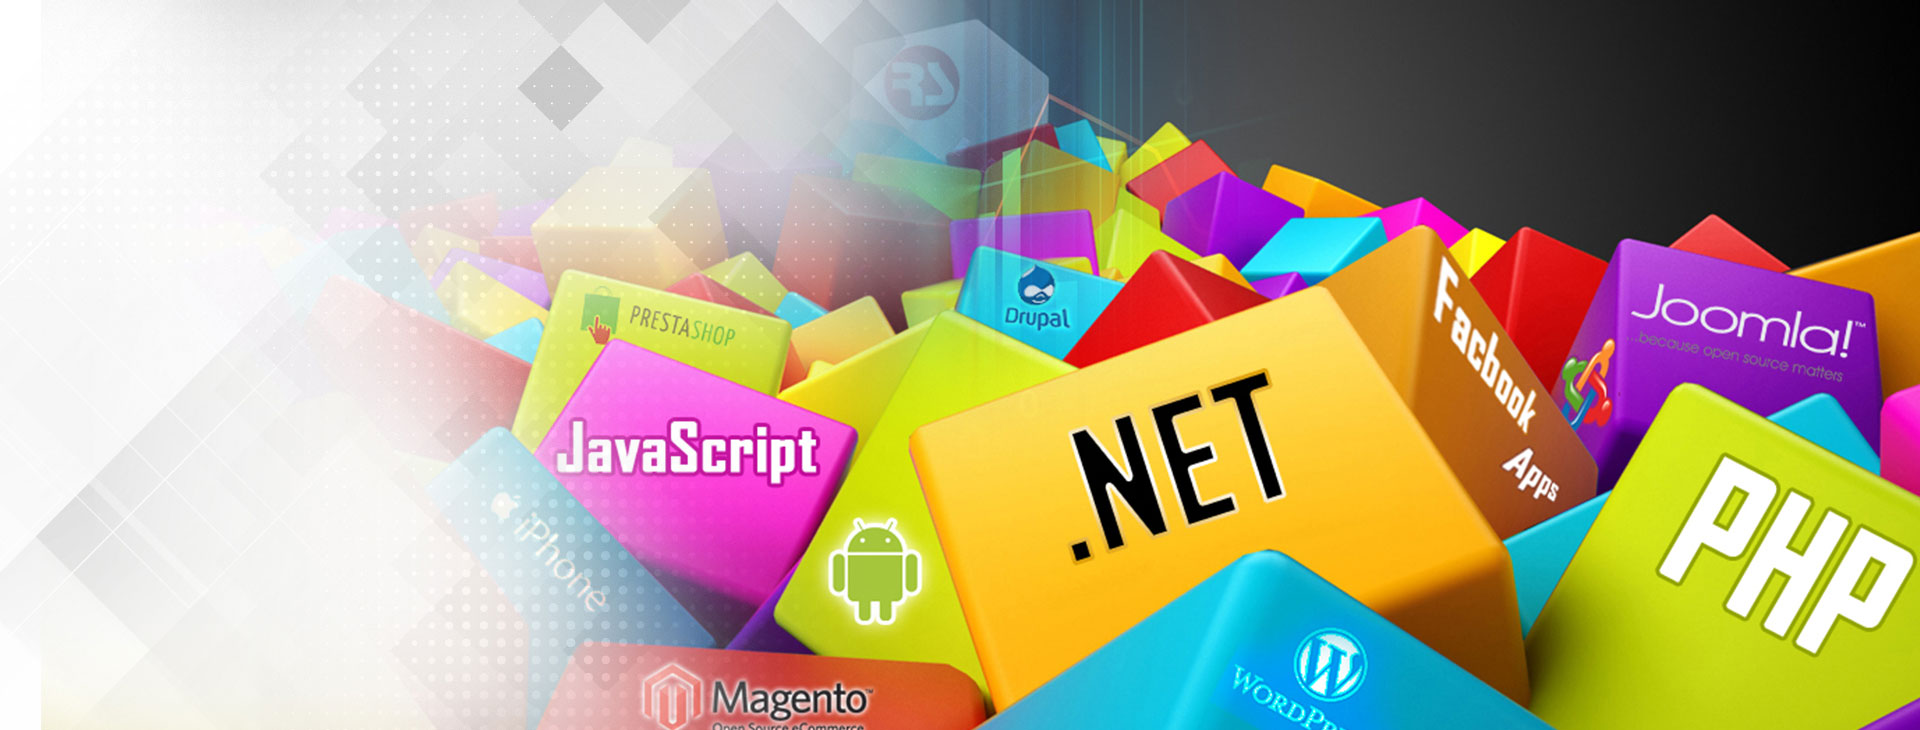 RS
PRESTASHOP
Drupal
Facbook
Apps
Joomla!™
...because open source matters
JavaScript
.NET
PHP
iPhone
WORDPR
Magento™
Open Source eCommerce